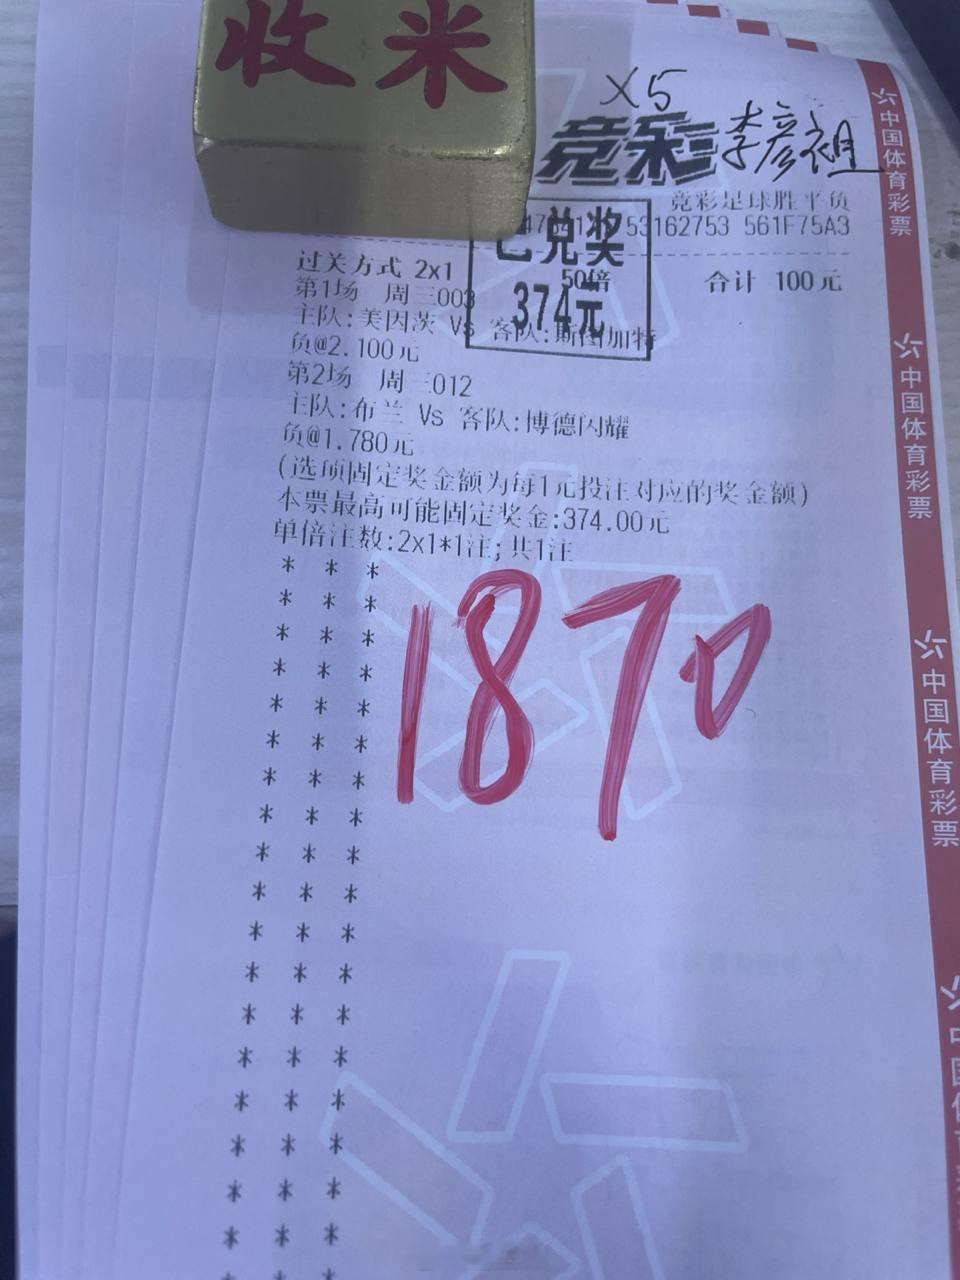 收米
X5
竞彩 李彦祖
竞彩足球胜平负
53162753 561F75A3
已兑奖
374元
过关方式 2x1 50倍 合计 100元
第1场 周三003
主队:美因茨 Vs 客队:斯图加特
负@2.100元
第2场 周三012
主队:布兰 Vs 客队:博德闪耀
负@1.780元
(选项固定奖金额为每1元投注对应的奖金额)
本票最高可能固定奖金:374.00元
单倍注数:2x1*1注;共1注
1870
中国体育彩票
中国体育彩票
中国体育彩票